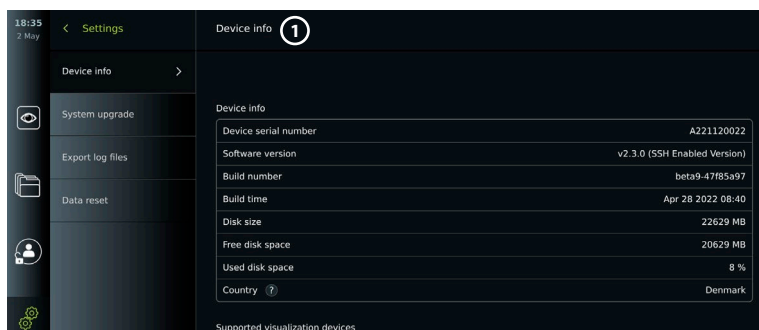 18:35
2 May
Settings
Device info
1
Device info
System upgrade
Export log files
Data reset
Device info
Device serial number A221120022
Software version v2.3.0 (SSH Enabled Version)
Build number beta9-47f85a97
Build time Apr 28 2022 08:40
Disk size 22629 MB
Free disk space 20629 MB
Used disk space 8 %
Country ? Denmark
Supported visualization devices